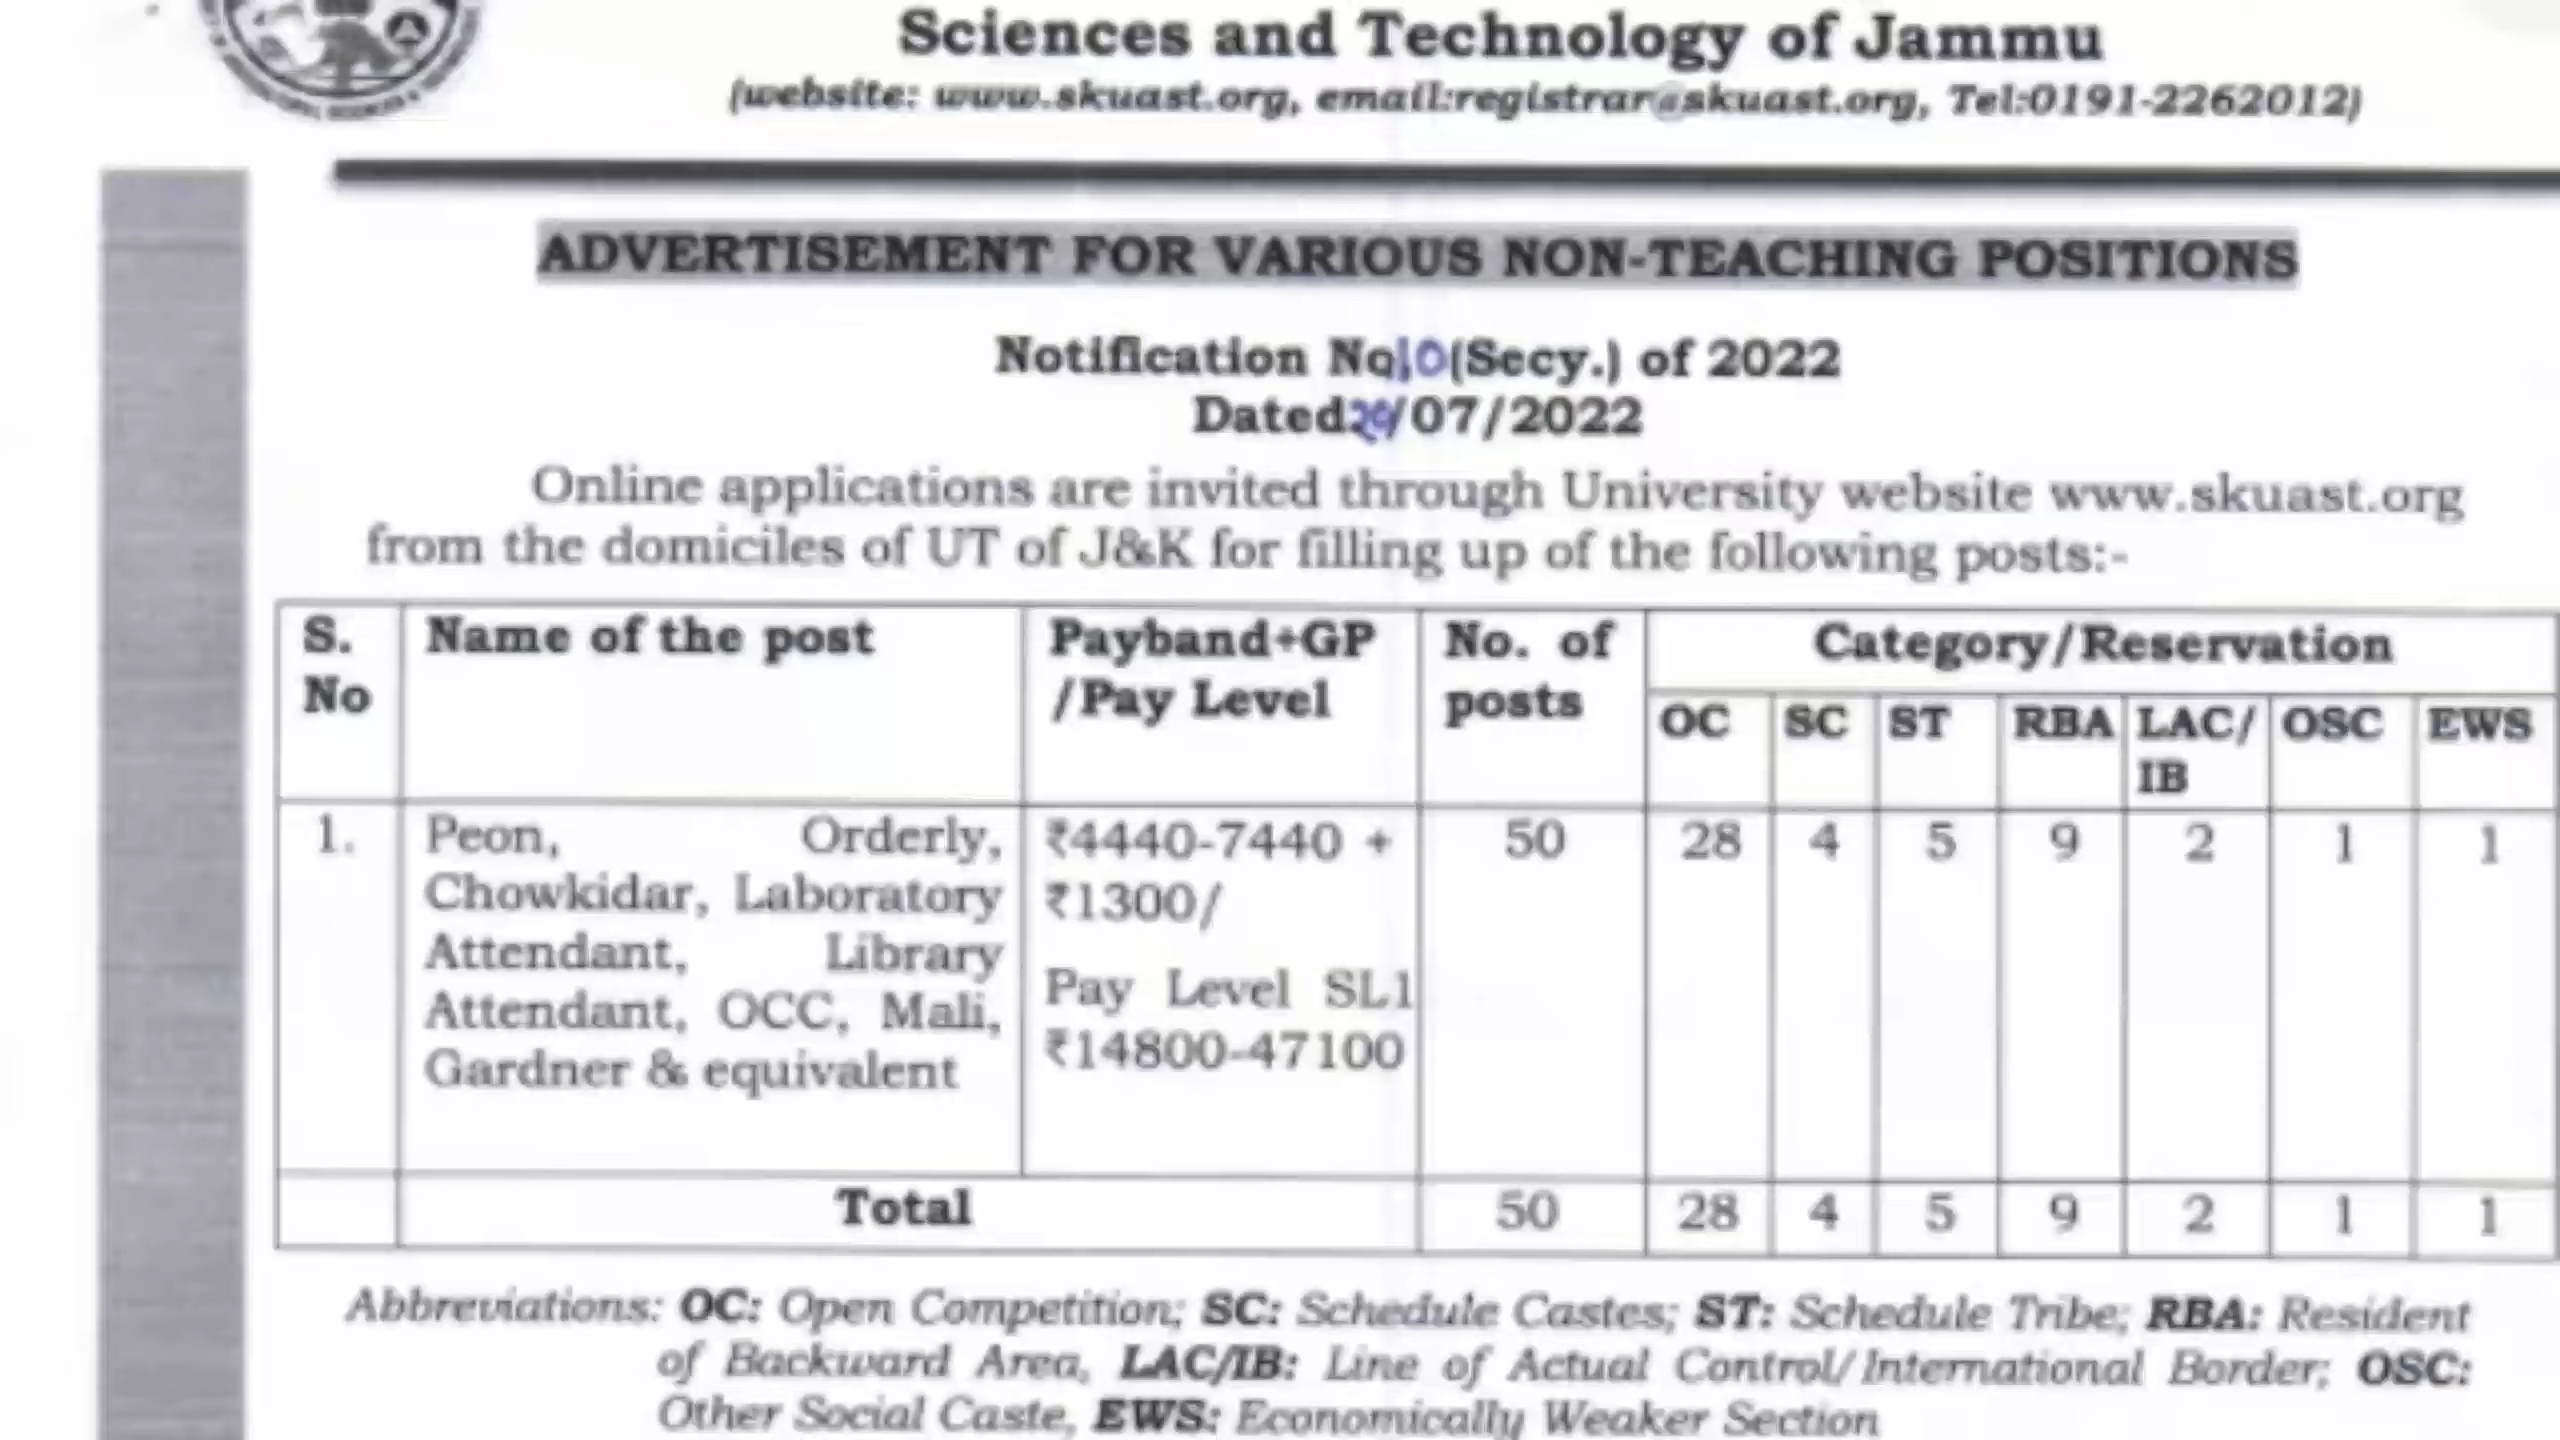 Sciences and Technology of Jammu
(website: www.skuast.org, email:registrar@skuast.org, Tel:0191-2262012)
ADVERTISEMENT FOR VARIOUS NON-TEACHING POSITIONS
Notification No.10(Secy.) of 2022
Dated: /07/2022
Online applications are invited through University website www.skuast.org
from the domiciles of UT of J&K for filling up of the following posts:-
S. No Name of the post Payband+GP /Pay Level No. of posts Category/Reservation
OC SC ST RBA LAC/ IB OSC EWS
1. Peon, Orderly, ₹4440-7440 + 50 28 4 5 9 2 1 1
Chowkidar, Laboratory ₹1300/
Attendant, Library Pay Level SL1
Attendant, OCC, Mali, ₹14800-47100
Gardner & equivalent
Total 50 28 4 5 9 2 1 1
Abbreviations: OC: Open Competition; SC: Schedule Castes; ST: Schedule Tribe; RBA: Resident
of Backward Area, LAC/IB: Line of Actual Control/International Border; OSC:
Other Social Caste, EWS: Economically Weaker Section